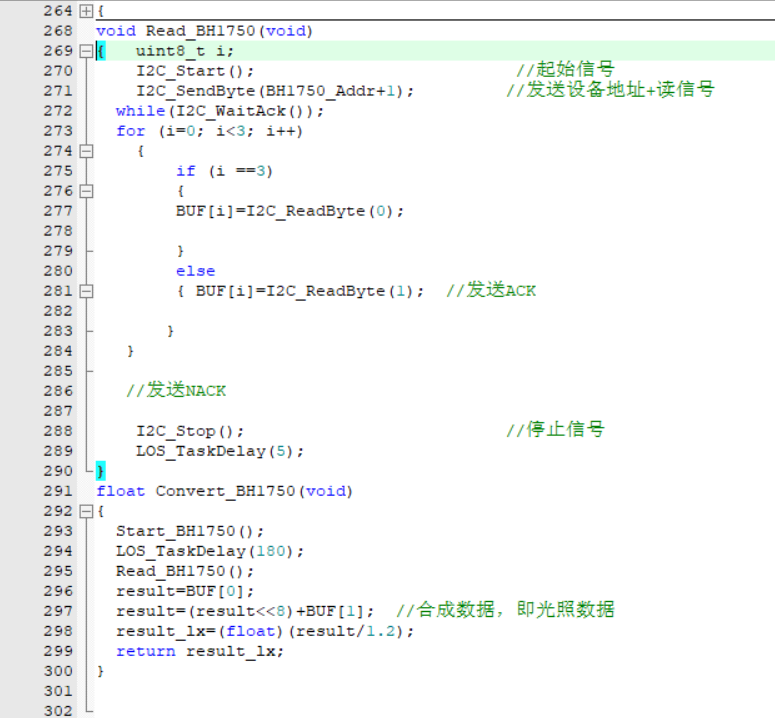 264 {
268 void Read_BH1750(void)
269 { uint8_t i;
270 I2C_Start(); //起始信号
271 I2C_SendByte(BH1750_Addr+1); //发送设备地址+读信号
272 while(I2C_WaitAck());
273 for (i=0; i<3; i++)
274 {
275 if (i ==3)
276 {
277 BUF[i]=I2C_ReadByte(0);
278
279 }
280 else
281 { BUF[i]=I2C_ReadByte(1); //发送ACK
282
283 }
284 }
285
286 //发送NACK
287
288 I2C_Stop(); //停止信号
289 LOS_TaskDelay(5);
290 }
291 float Convert_BH1750(void)
292 {
293 Start_BH1750();
294 LOS_TaskDelay(180);
295 Read_BH1750();
296 result=BUF[0];
297 result=(result<<8)+BUF[1]; //合成数据，即光照数据
298 result_lx=(float)(result/1.2);
299 return result_lx;
300 }
301
302